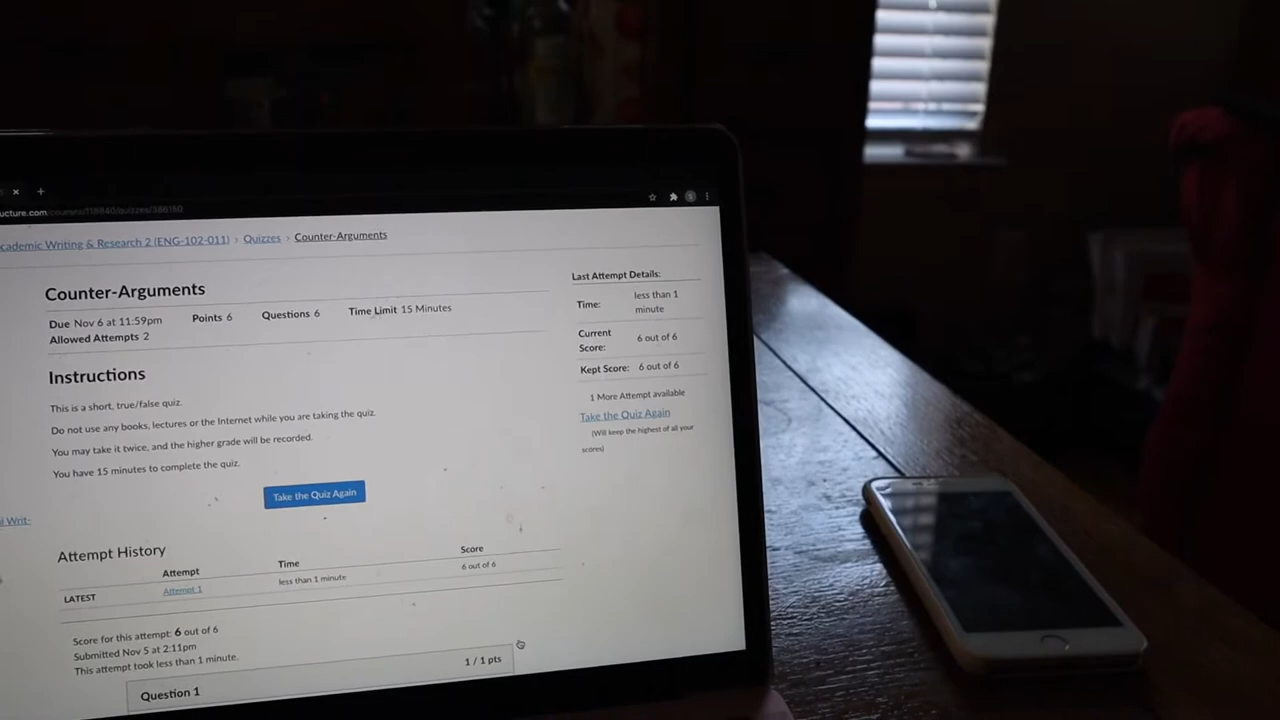 ucture.com/courses/118840/quizzes/386160
cademic Writing & Research 2 (ENG-102-011) › Quizzes › Counter-Arguments
Counter-Arguments
Due Nov 6 at 11:59pm Points 6 Questions 6 Time Limit 15 Minutes
Allowed Attempts 2
Instructions
This is a short, true/false quiz.
Do not use any books, lectures or the Internet while you are taking the quiz.
You may take it twice, and the higher grade will be recorded.
You have 15 minutes to complete the quiz.
Take the Quiz Again
l Writ-
Attempt History
Attempt Time Score
LATEST Attempt 1 less than 1 minute 6 out of 6
Score for this attempt: 6 out of 6
Submitted Nov 5 at 2:11pm
This attempt took less than 1 minute.
Question 1 1 / 1 pts
Last Attempt Details:
Time: less than 1
minute
Current
Score: 6 out of 6
Kept Score: 6 out of 6
1 More Attempt available
Take the Quiz Again
(Will keep the highest of all your
scores)